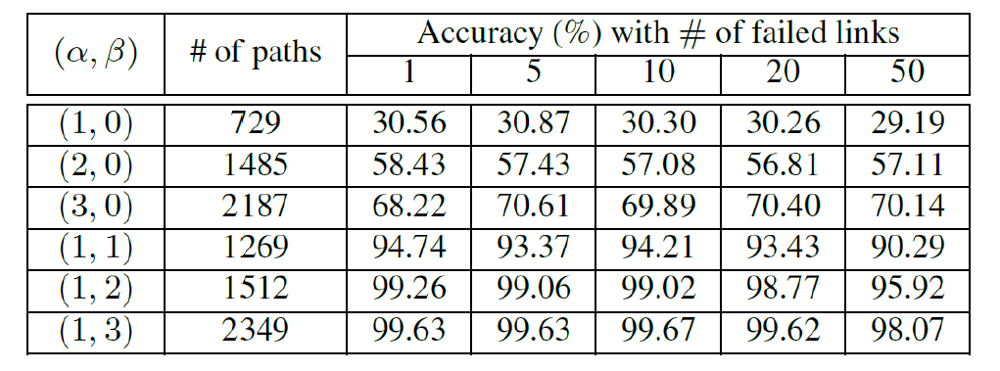 (α, β) # of paths Accuracy (%) with # of failed links
1 5 10 20 50
(1, 0) 729 30.56 30.87 30.30 30.26 29.19
(2, 0) 1485 58.43 57.43 57.08 56.81 57.11
(3, 0) 2187 68.22 70.61 69.89 70.40 70.14
(1, 1) 1269 94.74 93.37 94.21 93.43 90.29
(1, 2) 1512 99.26 99.06 99.02 98.77 95.92
(1, 3) 2349 99.63 99.63 99.67 99.62 98.07